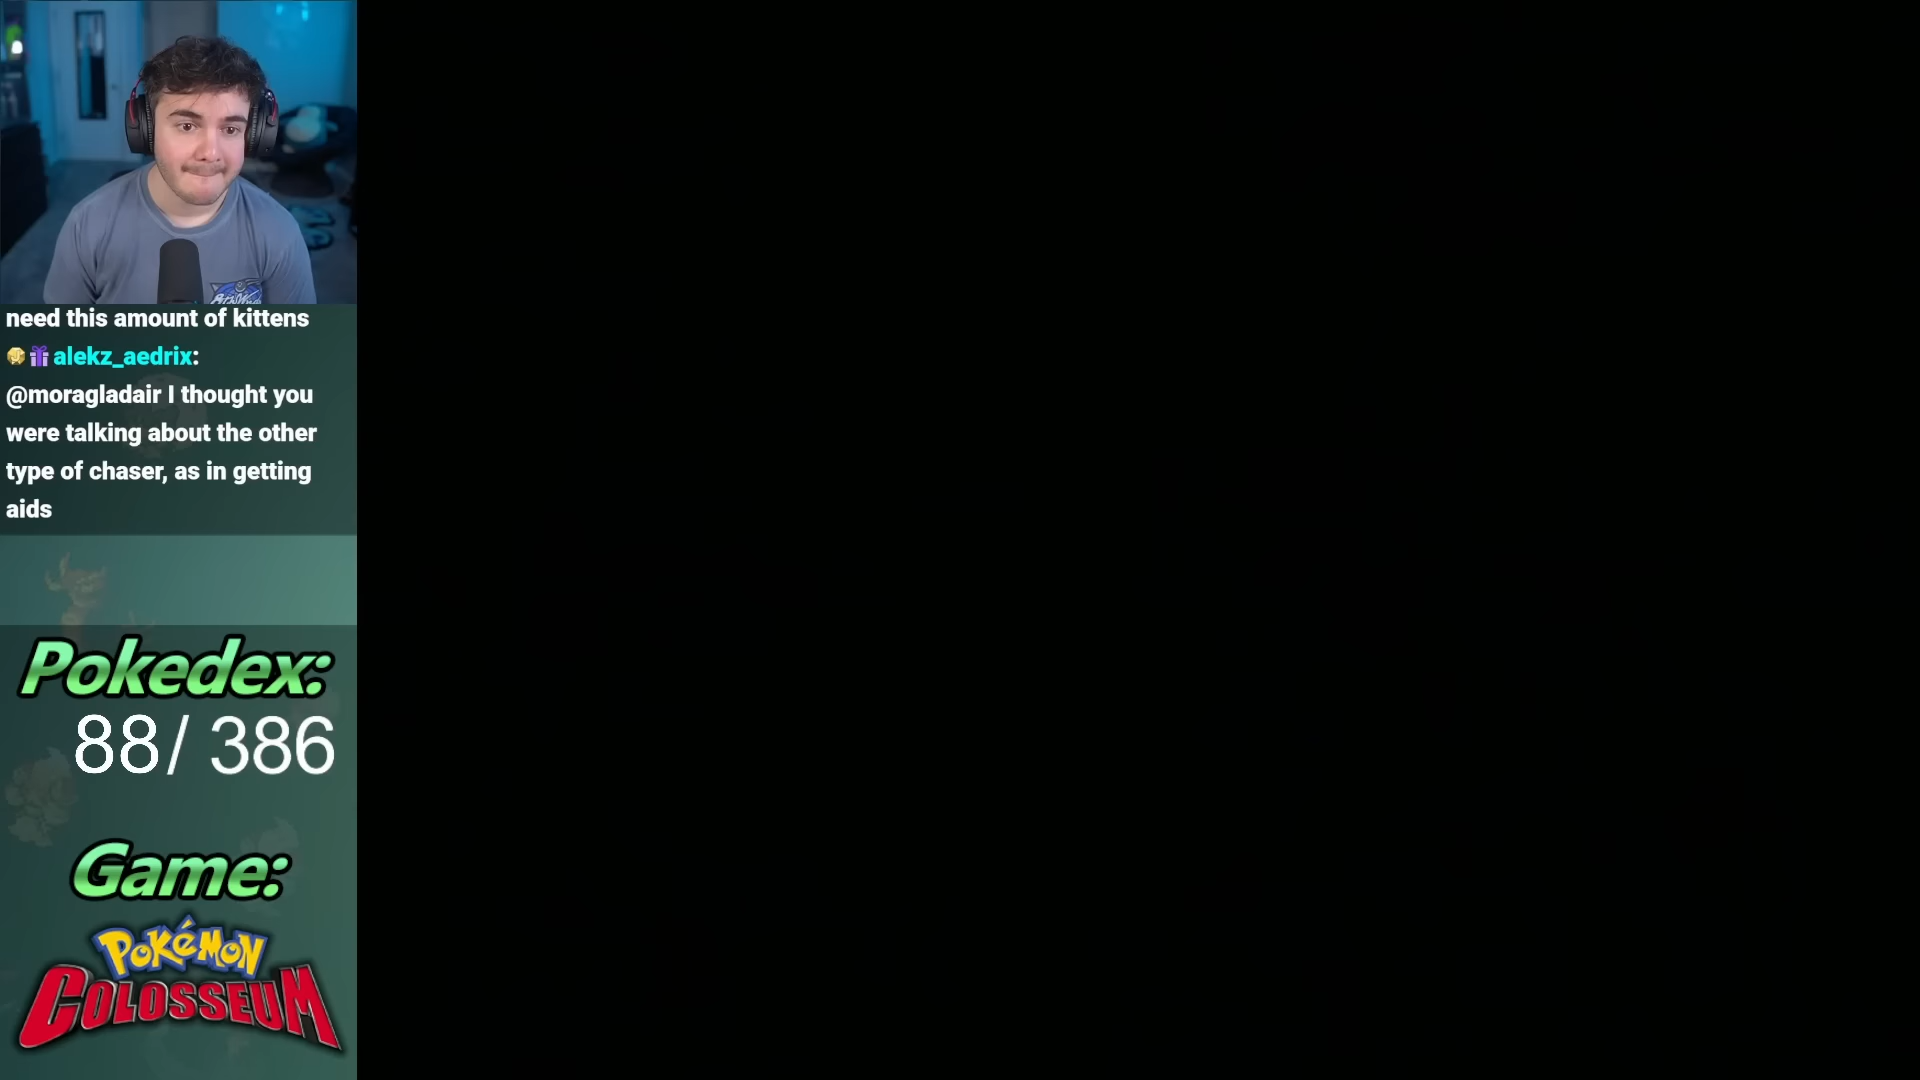 need this amount of kittens
alekz_aedrix:
@moragladair I thought you
were talking about the other
type of chaser, as in getting
aids
Pokedex:
88/ 386
Game:
POKéMON
COLOSSEUM